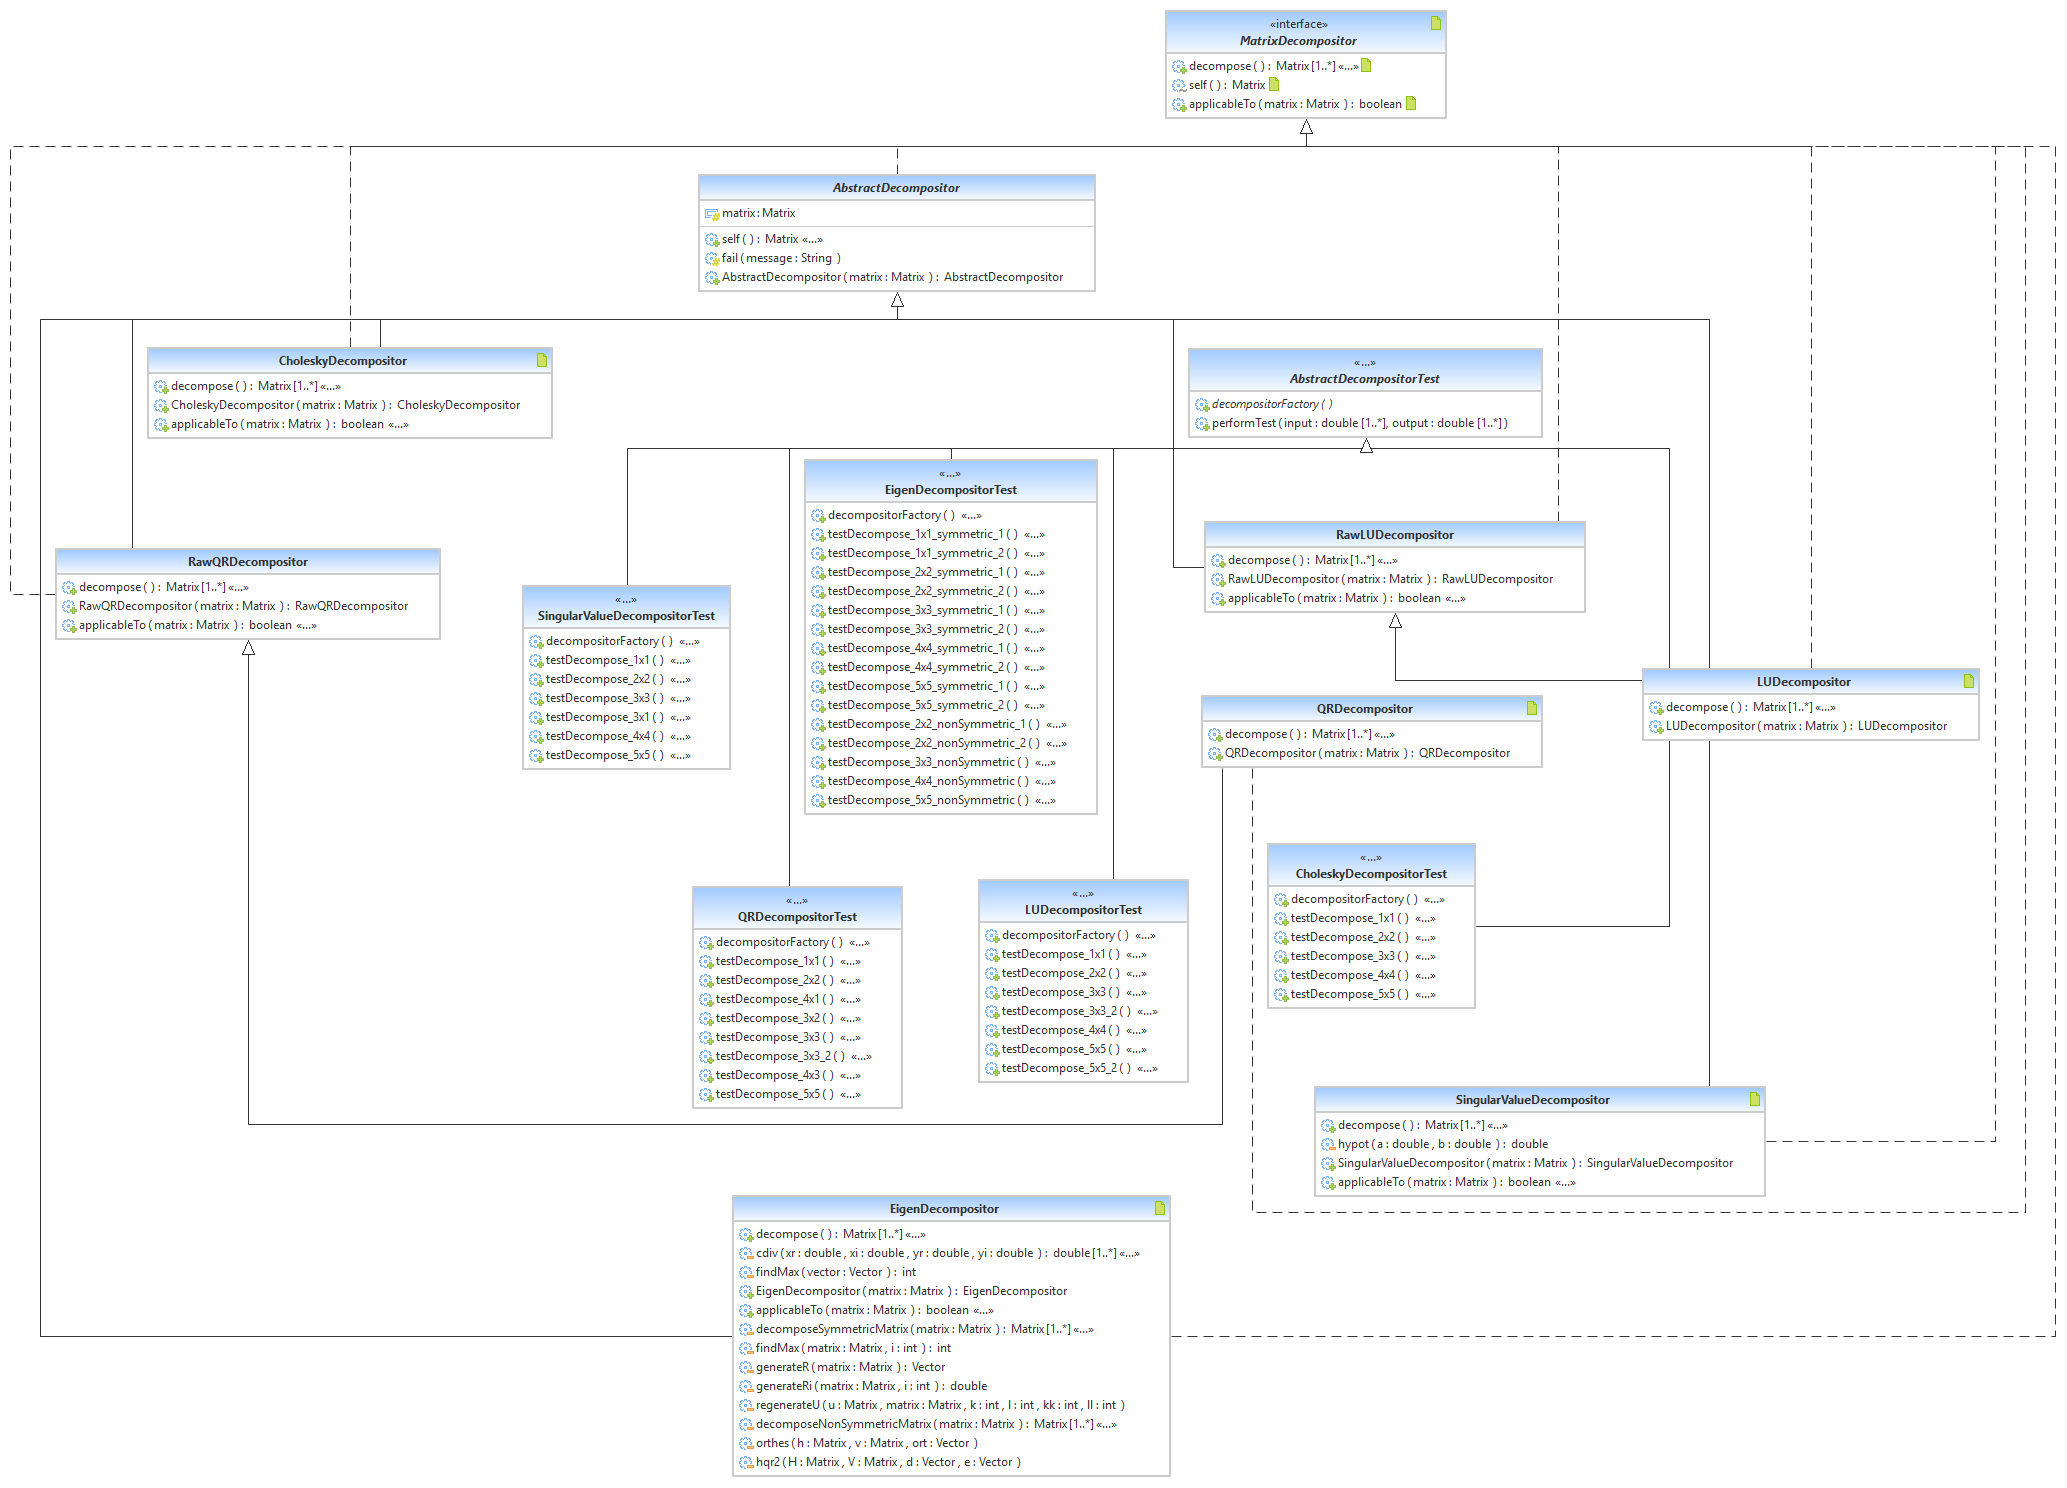 «interface»
MatrixDecompositor
decompose ( ) : Matrix [1..*] «...»
self ( ) : Matrix
applicableTo ( matrix : Matrix ) : boolean
AbstractDecompositor
matrix : Matrix
self ( ) : Matrix «...»
fail ( message : String )
AbstractDecompositor ( matrix : Matrix ) : AbstractDecompositor
CholeskyDecompositor
decompose ( ) : Matrix [1..*] «...»
CholeskyDecompositor ( matrix : Matrix ) : CholeskyDecompositor
applicableTo ( matrix : Matrix ) : boolean «...»
«...»
AbstractDecompositorTest
decompositorFactory ( )
performTest ( input : double [1..*], output : double [1..*] )
«...»
EigenDecompositorTest
decompositorFactory ( ) «...»
testDecompose_1x1_symmetric_1 ( ) «...»
testDecompose_1x1_symmetric_2 ( ) «...»
testDecompose_2x2_symmetric_1 ( ) «...»
testDecompose_2x2_symmetric_2 ( ) «...»
testDecompose_3x3_symmetric_1 ( ) «...»
testDecompose_3x3_symmetric_2 ( ) «...»
testDecompose_4x4_symmetric_1 ( ) «...»
testDecompose_4x4_symmetric_2 ( ) «...»
testDecompose_5x5_symmetric_1 ( ) «...»
testDecompose_5x5_symmetric_2 ( ) «...»
testDecompose_2x2_nonSymmetric_1 ( ) «...»
testDecompose_2x2_nonSymmetric_2 ( ) «...»
testDecompose_3x3_nonSymmetric ( ) «...»
testDecompose_4x4_nonSymmetric ( ) «...»
testDecompose_5x5_nonSymmetric ( ) «...»
RawLUDecompositor
decompose ( ) : Matrix [1..*] «...»
RawLUDecompositor ( matrix : Matrix ) : RawLUDecompositor
applicableTo ( matrix : Matrix ) : boolean «...»
RawQRDecompositor
decompose ( ) : Matrix [1..*] «...»
RawQRDecompositor ( matrix : Matrix ) : RawQRDecompositor
applicableTo ( matrix : Matrix ) : boolean «...»
«...»
SingularValueDecompositorTest
decompositorFactory ( ) «...»
testDecompose_1x1 ( ) «...»
testDecompose_2x2 ( ) «...»
testDecompose_3x3 ( ) «...»
testDecompose_3x1 ( ) «...»
testDecompose_4x4 ( ) «...»
testDecompose_5x5 ( ) «...»
LUDecompositor
decompose ( ) : Matrix [1..*] «...»
LUDecompositor ( matrix : Matrix ) : LUDecompositor
QRDecompositor
decompose ( ) : Matrix [1..*] «...»
QRDecompositor ( matrix : Matrix ) : QRDecompositor
«...»
CholeskyDecompositorTest
decompositorFactory ( ) «...»
testDecompose_1x1 ( ) «...»
testDecompose_2x2 ( ) «...»
testDecompose_3x3 ( ) «...»
testDecompose_4x4 ( ) «...»
testDecompose_5x5 ( ) «...»
«...»
QRDecompositorTest
decompositorFactory ( ) «...»
testDecompose_1x1 ( ) «...»
testDecompose_2x2 ( ) «...»
testDecompose_4x1 ( ) «...»
testDecompose_3x2 ( ) «...»
testDecompose_3x3 ( ) «...»
testDecompose_3x3_2 ( ) «...»
testDecompose_4x3 ( ) «...»
testDecompose_5x5 ( ) «...»
«...»
LUDecompositorTest
decompositorFactory ( ) «...»
testDecompose_1x1 ( ) «...»
testDecompose_2x2 ( ) «...»
testDecompose_3x3 ( ) «...»
testDecompose_3x3_2 ( ) «...»
testDecompose_4x4 ( ) «...»
testDecompose_5x5 ( ) «...»
testDecompose_5x5_2 ( ) «...»
SingularValueDecompositor
decompose ( ) : Matrix [1..*] «...»
hypot ( a : double , b : double ) : double
SingularValueDecompositor ( matrix : Matrix ) : SingularValueDecompositor
applicableTo ( matrix : Matrix ) : boolean «...»
EigenDecompositor
decompose ( ) : Matrix [1..*] «...»
cdiv ( xr : double , xi : double , yr : double , yi : double ) : double [1..*] «...»
findMax ( vector : Vector ) : int
EigenDecompositor ( matrix : Matrix ) : EigenDecompositor
applicableTo ( matrix : Matrix ) : boolean «...»
decomposeSymmetricMatrix ( matrix : Matrix ) : Matrix [1..*] «...»
findMax ( matrix : Matrix , i : int ) : int
generateR ( matrix : Matrix ) : Vector
generateRi ( matrix : Matrix , i : int ) : double
regenerateU ( u : Matrix , matrix : Matrix , k : int , l : int , kk : int , ll : int )
decomposeNonSymmetricMatrix ( matrix : Matrix ) : Matrix [1..*] «...»
orthes ( h : Matrix , v : Matrix , ort : Vector )
hqr2 ( H : Matrix , V : Matrix , d : Vector , e : Vector )